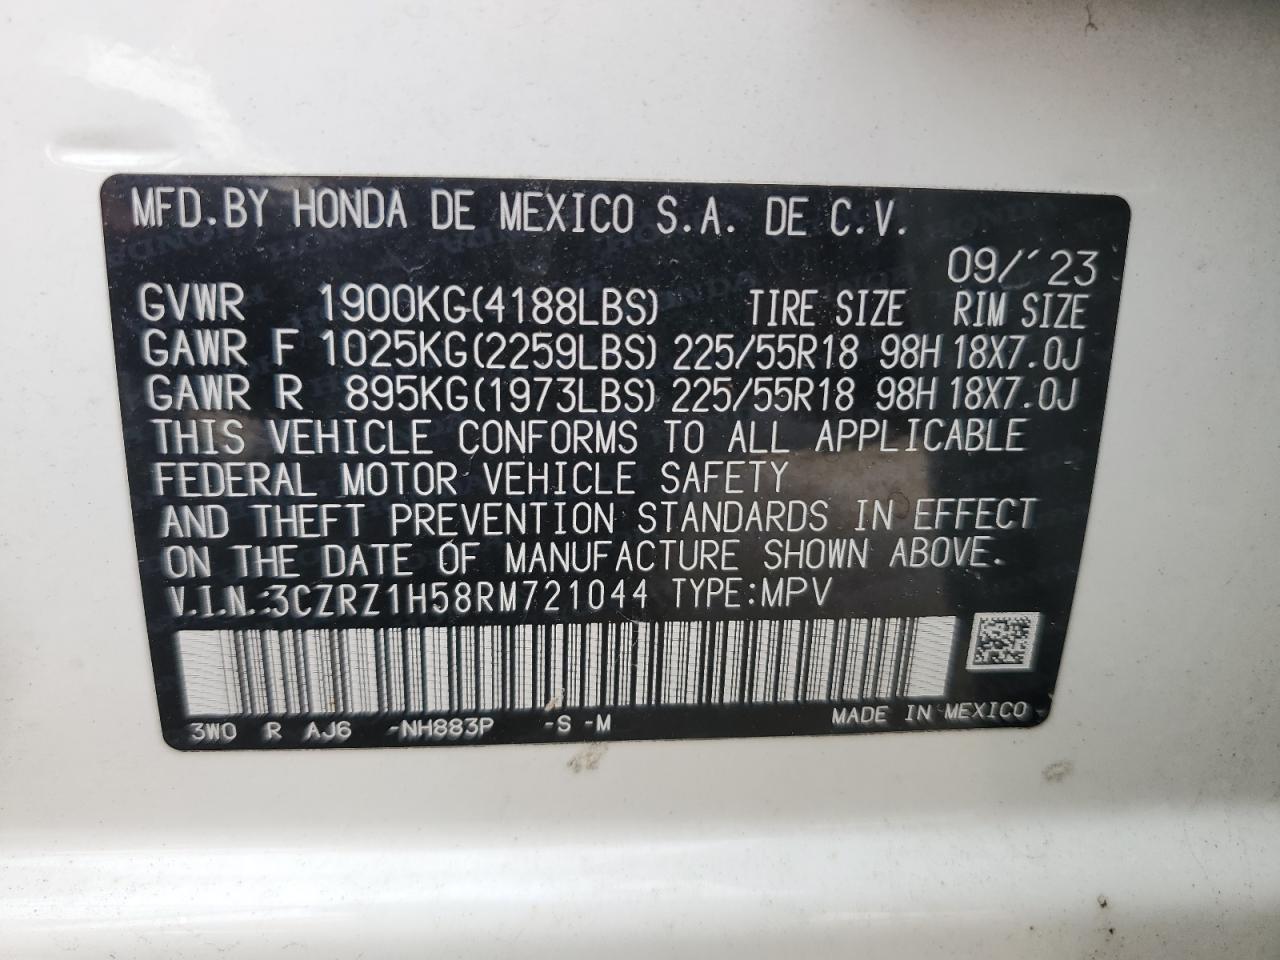 MFD.BY HONDA DE MEXICO S.A. DE C.V.
09/'23
GVWR 1900KG(4188LBS) TIRE SIZE RIM SIZE
GAWR F 1025KG(2259LBS) 225/55R18 98H 18X7.0J
GAWR R 895KG(1973LBS) 225/55R18 98H 18X7.0J
THIS VEHICLE CONFORMS TO ALL APPLICABLE
FEDERAL MOTOR VEHICLE SAFETY
AND THEFT PREVENTION STANDARDS IN EFFECT
ON THE DATE OF MANUFACTURE SHOWN ABOVE.
V.I.N.:3CZRZ1H58RM721044 TYPE:MPV
3W0 R AJ6 -NH883P -S -M MADE IN MEXICO